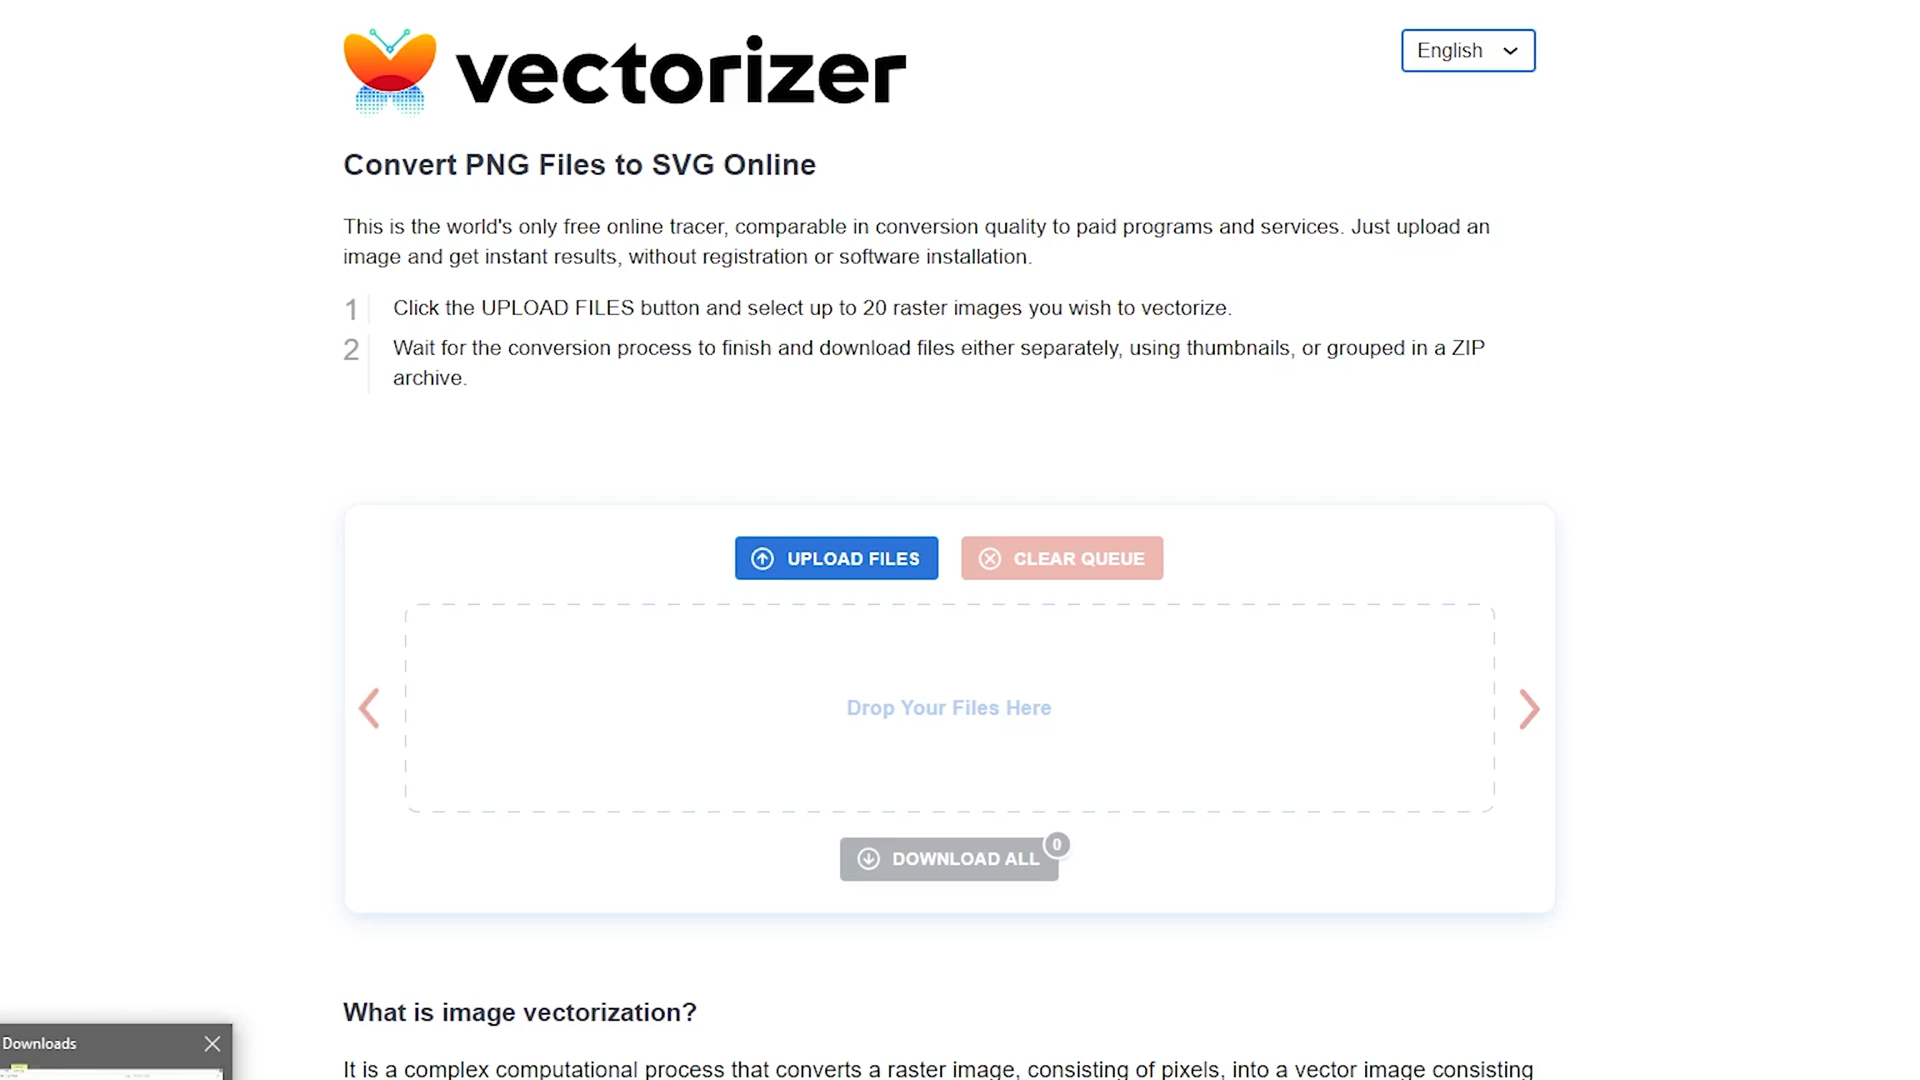 vectorizer
English
Convert PNG Files to SVG Online
This is the world's only free online tracer, comparable in conversion quality to paid programs and services. Just upload an
image and get instant results, without registration or software installation.
1 Click the UPLOAD FILES button and select up to 20 raster images you wish to vectorize.
2 Wait for the conversion process to finish and download files either separately, using thumbnails, or grouped in a ZIP
archive.
UPLOAD FILES CLEAR QUEUE
Drop Your Files Here
DOWNLOAD ALL 0
What is image vectorization?
Downloads
It is a complex computational process that converts a raster image, consisting of pixels, into a vector image consisting